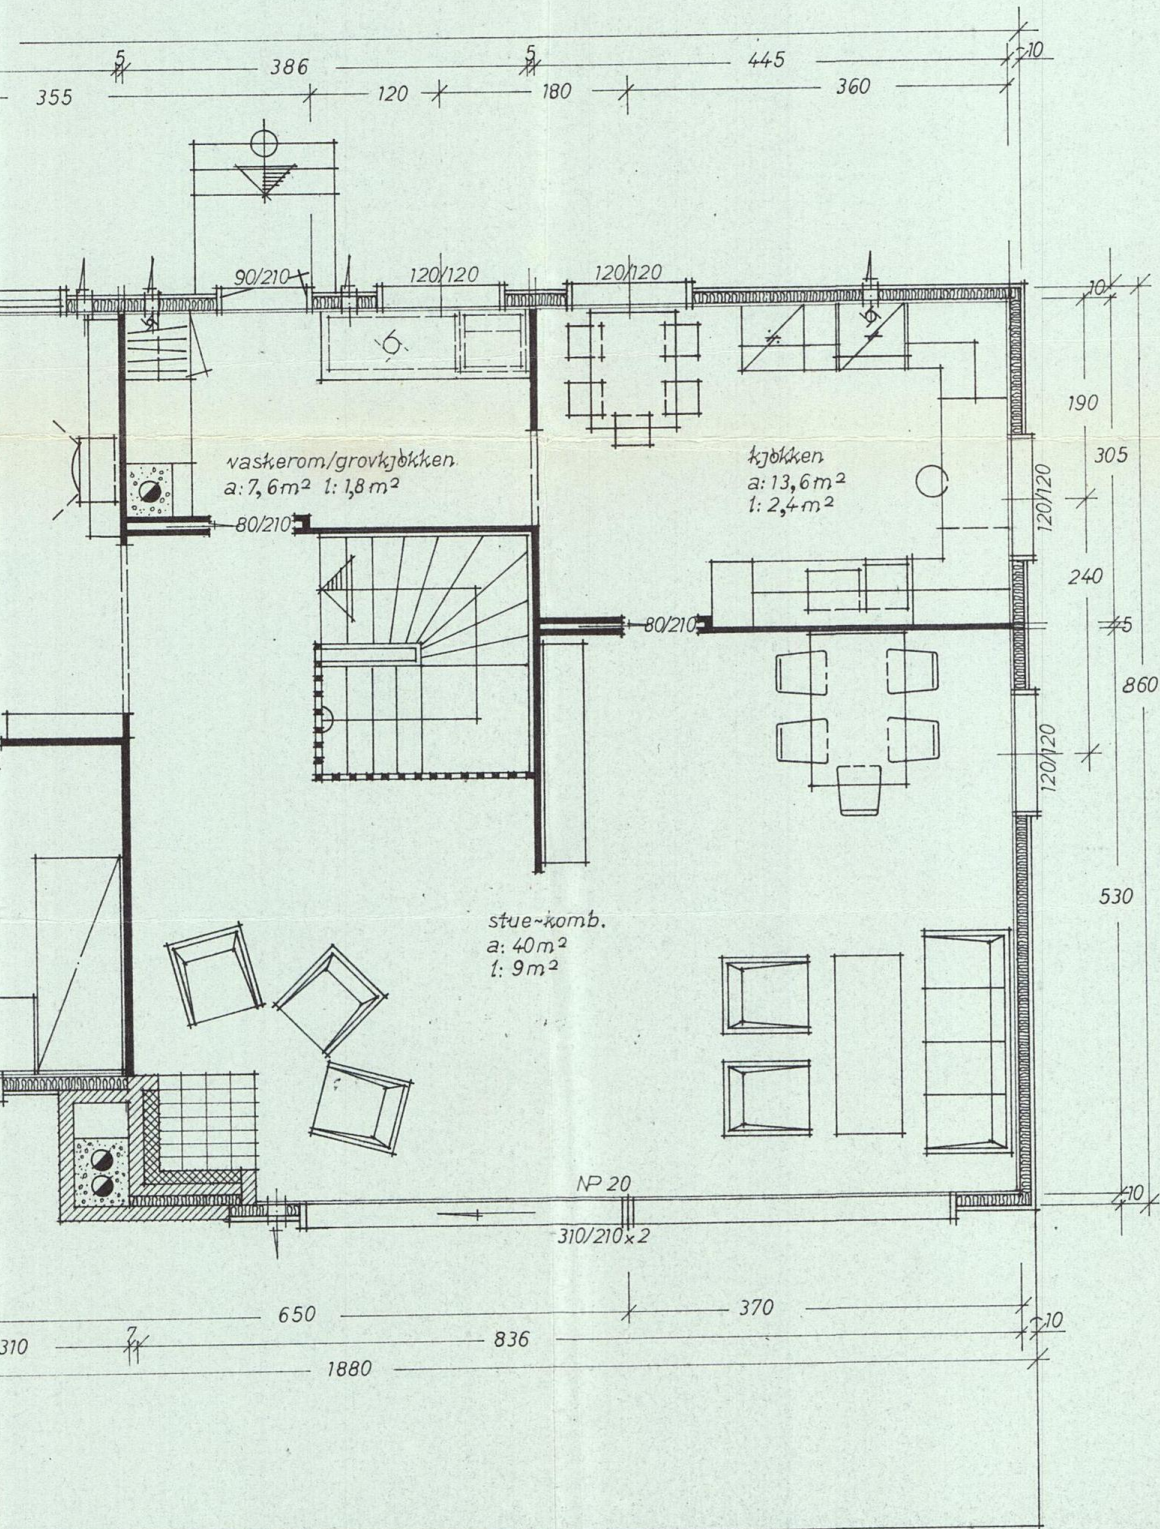 5 386 5 445 10
355 120 180 360
90/210 120/120 120/120
10
190
305
vaskerom/grovkjøkken
a: 7,6m² l: 1,8m²
kjøkken
a: 13,6m²
l: 2,4m²
120/120
80/210
240
80/210
5
860
120/120
530
stue~komb.
a: 40m²
l: 9m²
NP 20
10
310/210x2
650 370
310 7 836 10
1880